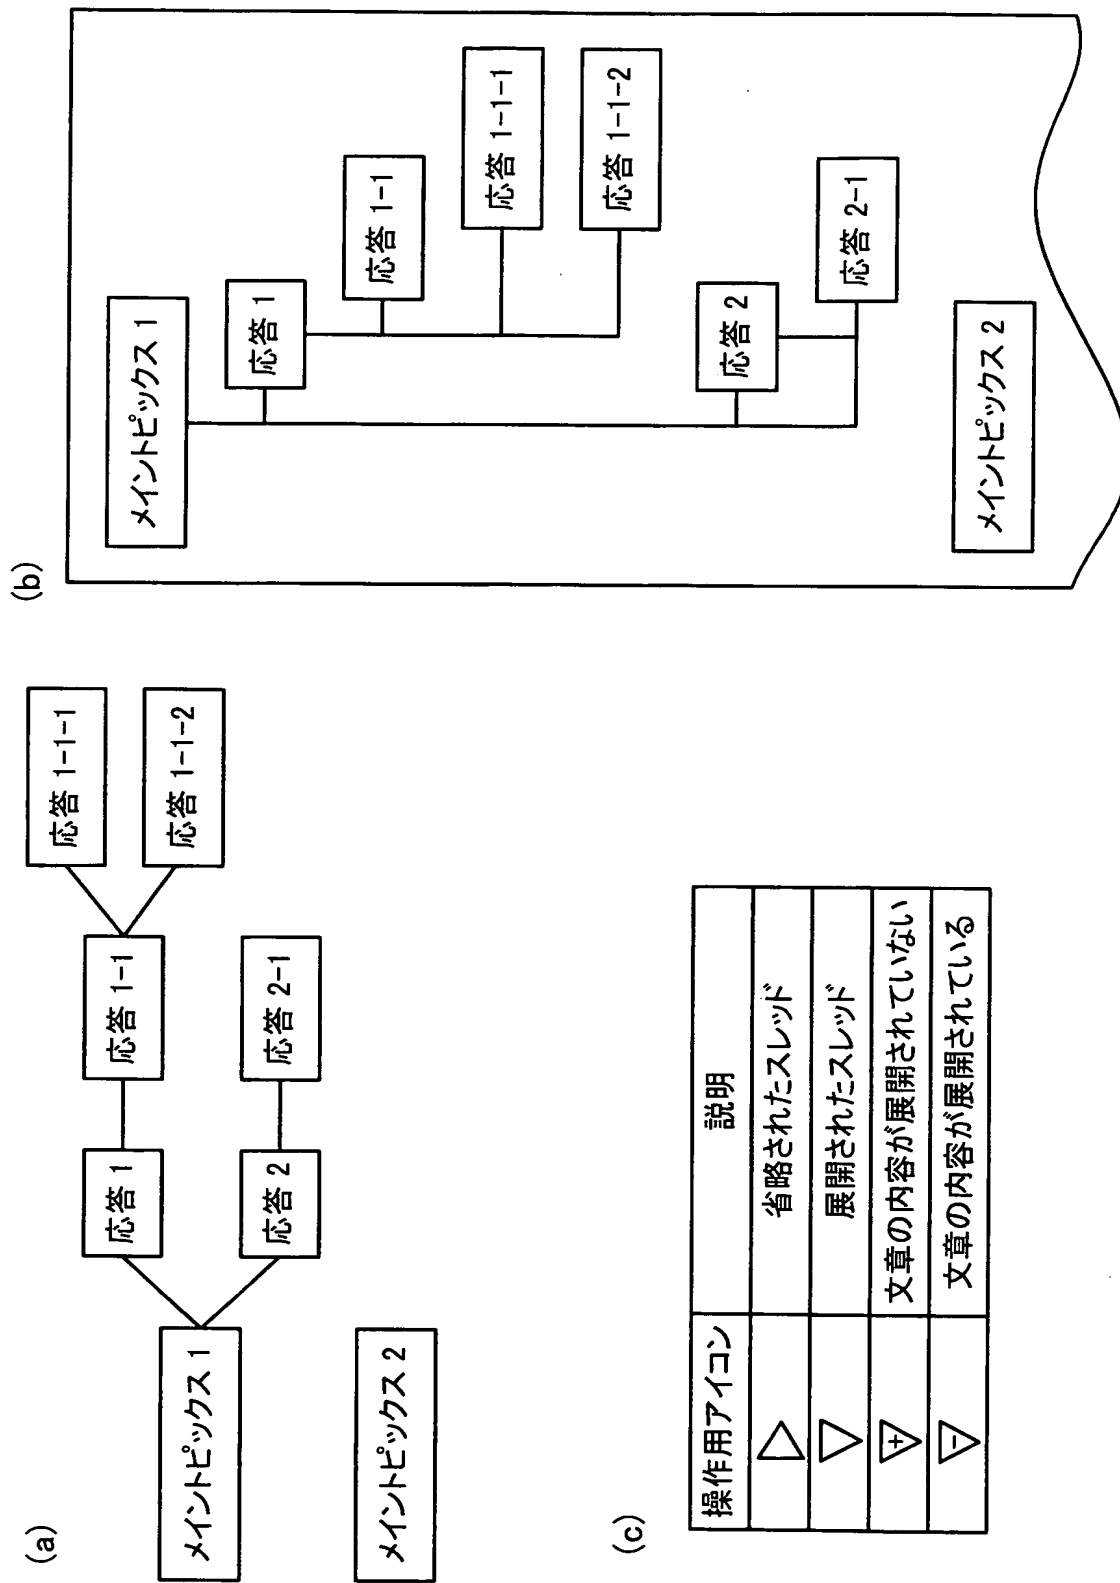 (a)
メイントピックス 1
メイントピックス 2
応答 1
応答 2
応答 1-1
応答 2-1
応答 1-1-1
応答 1-1-2
(b)
メイントピックス 1
応答 1
応答 1-1
応答 1-1-1
応答 1-1-2
応答 2
応答 2-1
メイントピックス 2
(c)
操作用アイコン 説明
省略されたスレッド
展開されたスレッド
+ 文章の内容が展開されていない
- 文章の内容が展開されている